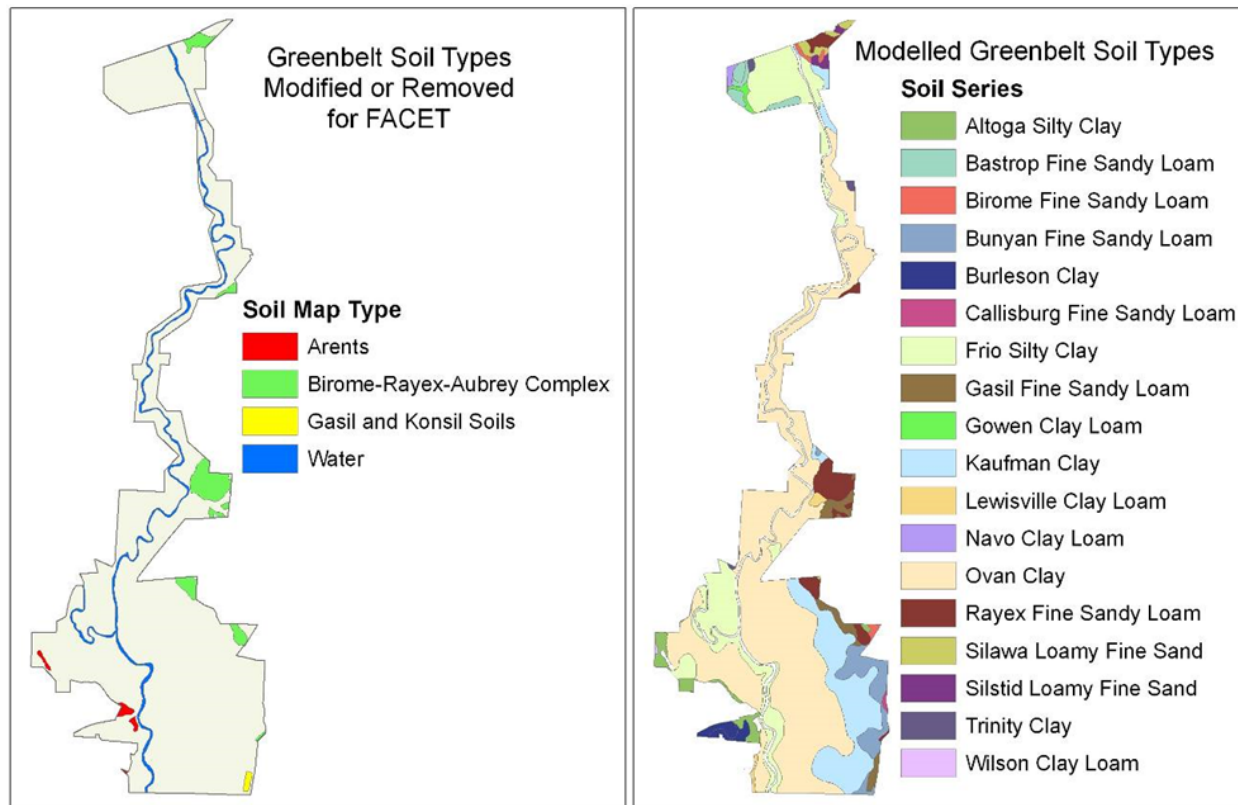 Greenbelt Soil Types
Modified or Removed
for FACET
Soil Map Type
Arents
Birome-Rayex-Aubrey Complex
Gasil and Konsil Soils
Water
Modelled Greenbelt Soil Types
Soil Series
Altoga Silty Clay
Bastrop Fine Sandy Loam
Birome Fine Sandy Loam
Bunyan Fine Sandy Loam
Burleson Clay
Callisburg Fine Sandy Loam
Frio Silty Clay
Gasil Fine Sandy Loam
Gowen Clay Loam
Kaufman Clay
Lewisville Clay Loam
Navo Clay Loam
Ovan Clay
Rayex Fine Sandy Loam
Silawa Loamy Fine Sand
Silstid Loamy Fine Sand
Trinity Clay
Wilson Clay Loam